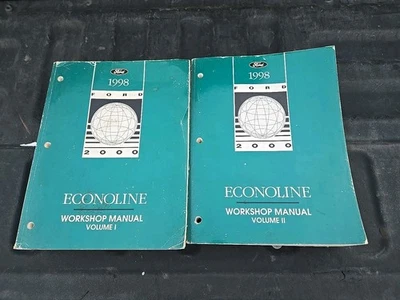 Ford
1998
FORD
2000
ECONOLINE
WORKSHOP MANUAL
VOLUME I
Ford
1998
FORD
2000
ECONOLINE
WORKSHOP MANUAL
VOLUME II